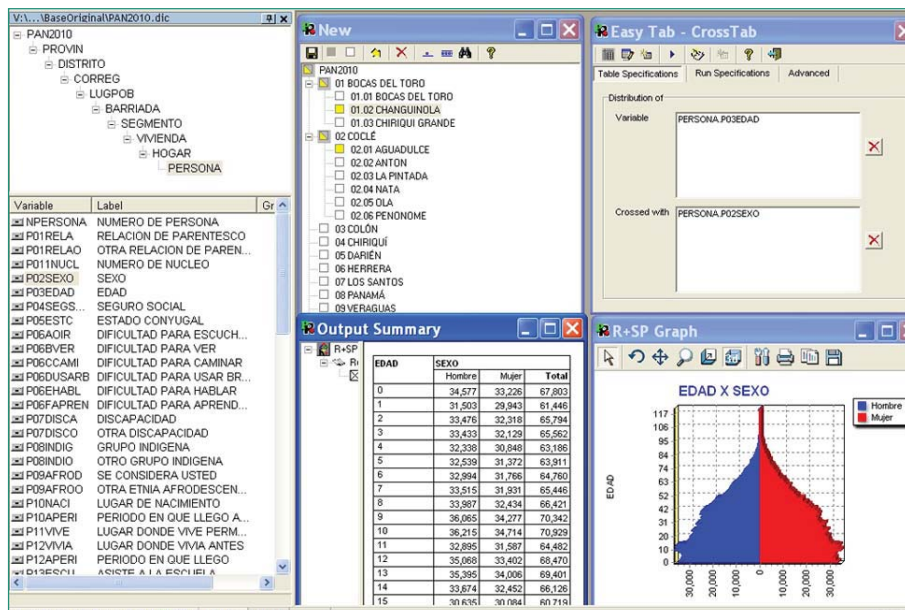 V:\...\BaseOriginal\PAN2010.dic
PAN2010
PROVIN
DISTRITO
CORREG
LUGPOB
BARRIADA
SEGMENTO
VIVIENDA
HOGAR
PERSONA
Variable Label Gr
NPERSONA NUMERO DE PERSONA
P01RELA RELACION DE PARENTESCO
P01RELAO OTRA RELACION DE PAREN...
P011NUCL NUMERO DE NUCLEO
P02SEXO SEXO
P03EDAD EDAD
P04SEGS... SEGURO SOCIAL
P05ESTC ESTADO CONYUGAL
P06AOIR DIFICULTAD PARA ESCUCH...
P06BVER DIFICULTAD PARA VER
P06CCAMI DIFICULTAD PARA CAMINAR
P06DUSARB DIFICULTAD PARA USAR BR...
P06EHABL DIFICULTAD PARA HABLAR
P06FAPREN DIFICULTAD PARA APREND...
P07DISCA DISCAPACIDAD
P07DISCO OTRA DISCAPACIDAD
P08INDIG GRUPO INDIGENA
P08INDIO OTRO GRUPO INDIGENA
P09AFROD SE CONSIDERA USTED
P09AFROO OTRA ETNIA AFRODESCEN...
P10NACI LUGAR DE NACIMIENTO
P10APERI PERIODO EN QUE LLEGO A...
P11VIVE LUGAR DONDE VIVE PERM...
P12VIVIA LUGAR DONDE VIVIA ANTES
P12APERI PERIODO EN QUE LLEGO
P13ESCU ASISTE A LA ESCUELA
New
PAN2010
01 BOCAS DEL TORO
01.01 BOCAS DEL TORO
01.02 CHANGUINOLA
01.03 CHIRIQUI GRANDE
02 COCLÉ
02.01 AGUADULCE
02.02 ANTON
02.03 LA PINTADA
02.04 NATA
02.05 OLA
02.06 PENONOME
03 COLÓN
04 CHIRIQUÍ
05 DARIÉN
06 HERRERA
07 LOS SANTOS
08 PANAMÁ
09 VERAGUAS
Easy Tab - CrossTab
Table Specifications Run Specifications Advanced
Distribution of
Variable PERSONA.P03EDAD
Crossed with PERSONA.P02SEXO
Output Summary
R+SP
EDAD SEXO
Hombre Mujer Total
0 34,577 33,226 67,803
1 31,503 29,943 61,446
2 33,476 32,318 65,794
3 33,433 32,129 65,562
4 32,338 30,848 63,186
5 32,539 31,372 63,911
6 32,994 31,766 64,760
7 33,515 31,931 65,446
8 33,987 32,434 66,421
9 36,065 34,277 70,342
10 36,215 34,714 70,929
11 32,895 31,587 64,482
12 35,068 33,402 68,470
13 35,395 34,006 69,401
14 33,674 32,452 66,126
15 30,635 30,084 60,719
R+SP Graph
EDAD X SEXO
Hombre
Mujer
EDAD
117
106
95
84
74
63
52
42
31
20
10
0
30,000 20,000 10,000 0 10,000 20,000 30,000